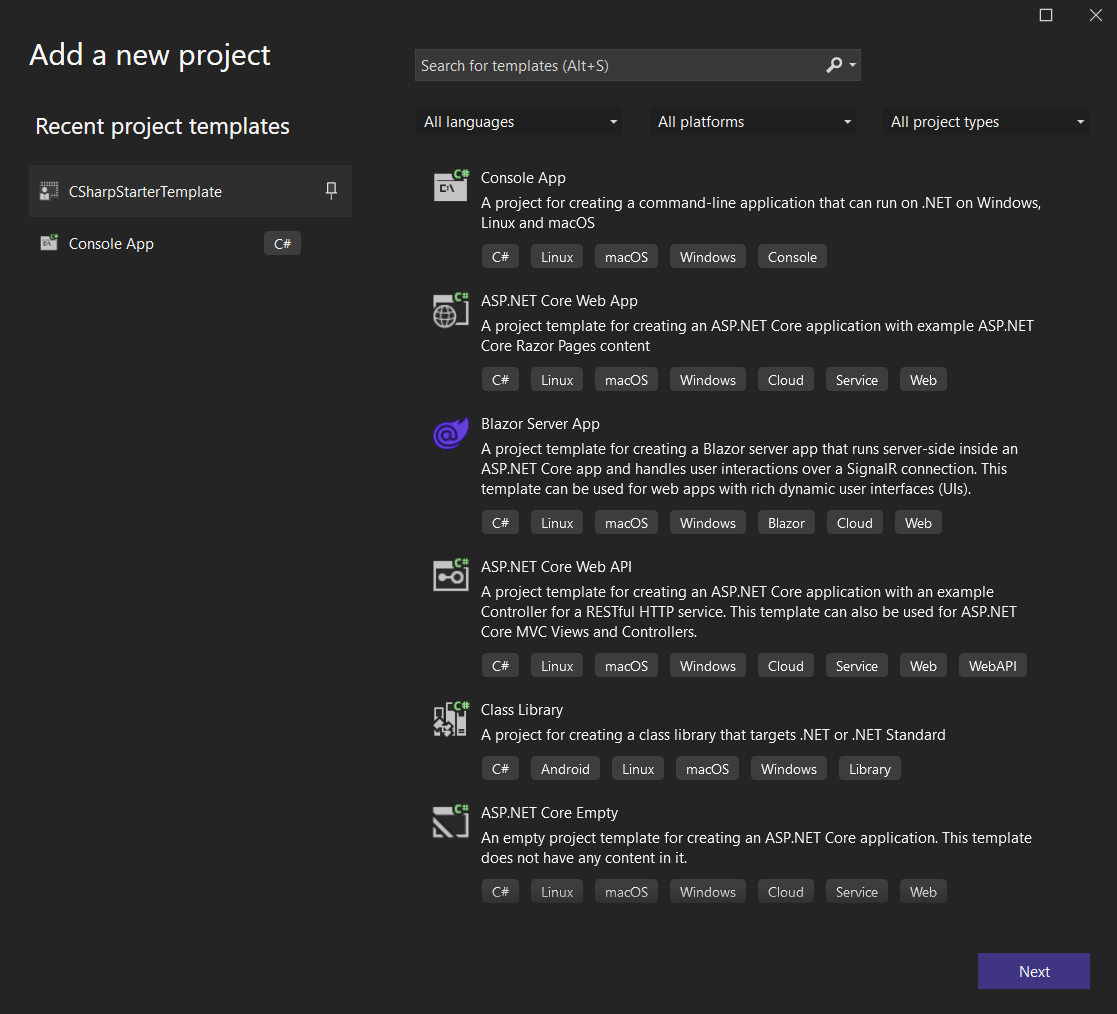 Add a new project
Search for templates (Alt+S)
Recent project templates
All languages
All platforms
All project types
CSharpStarterTemplate
Console App
C#
C#
Console App
A project for creating a command-line application that can run on .NET on Windows,
Linux and macOS
C# Linux macOS Windows Console
C#
ASP.NET Core Web App
A project template for creating an ASP.NET Core application with example ASP.NET
Core Razor Pages content
C# Linux macOS Windows Cloud Service Web
Blazor Server App
A project template for creating a Blazor server app that runs server-side inside an
ASP.NET Core app and handles user interactions over a SignalR connection. This
template can be used for web apps with rich dynamic user interfaces (UIs).
C# Linux macOS Windows Blazor Cloud Web
C#
ASP.NET Core Web API
A project template for creating an ASP.NET Core application with an example
Controller for a RESTful HTTP service. This template can also be used for ASP.NET
Core MVC Views and Controllers.
C# Linux macOS Windows Cloud Service Web WebAPI
C#
Class Library
A project for creating a class library that targets .NET or .NET Standard
C# Android Linux macOS Windows Library
C#
ASP.NET Core Empty
An empty project template for creating an ASP.NET Core application. This template
does not have any content in it.
C# Linux macOS Windows Cloud Service Web
Next